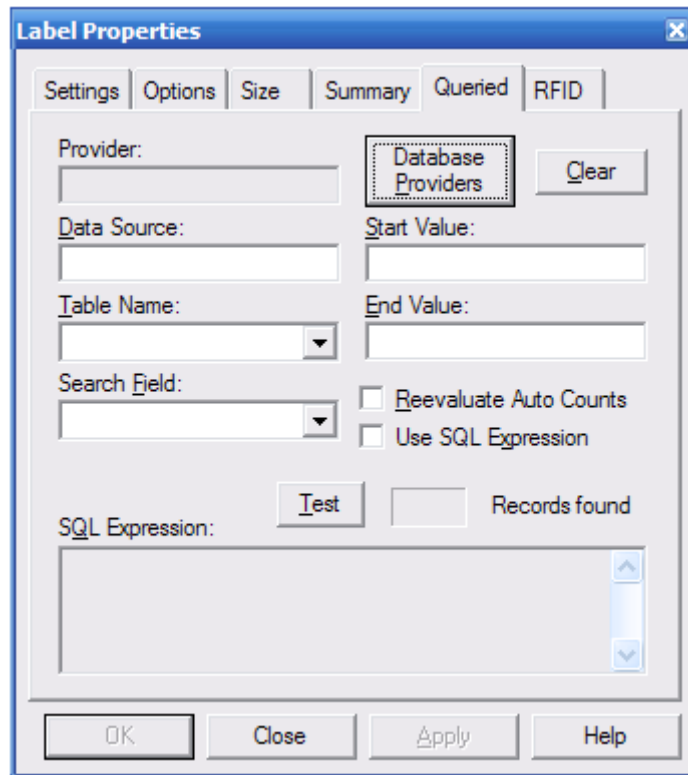 Label Properties
Settings Options Size Summary Queried RFID
Provider:
Database
Providers
Clear
Data Source:
Start Value:
Table Name:
End Value:
Search Field:
Reevaluate Auto Counts
Use SQL Expression
Test
Records found
SQL Expression:
OK Close Apply Help